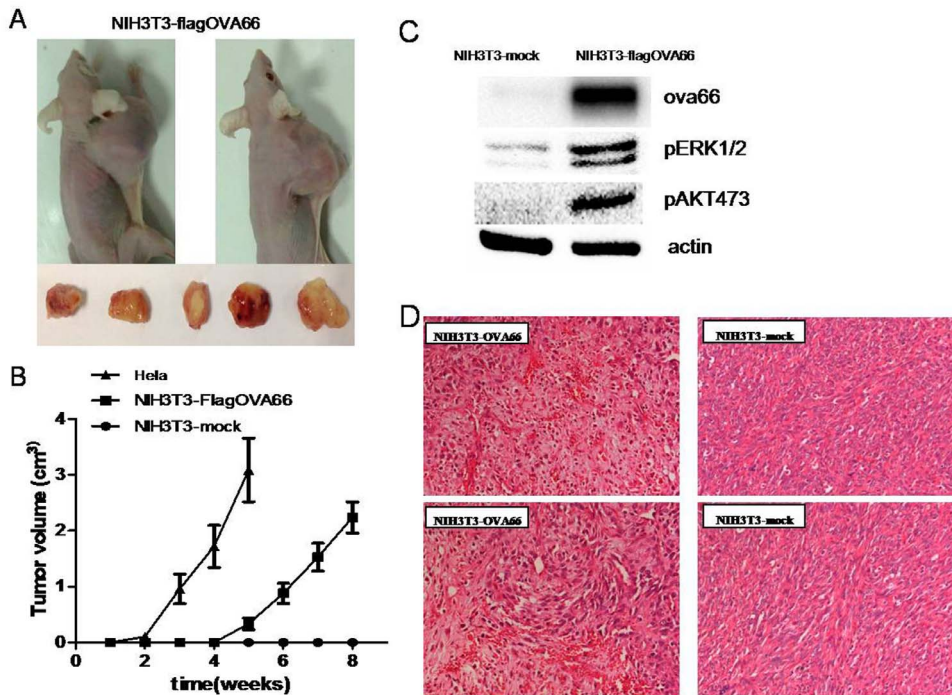 A
NIH3T3-flagOVA66
B
Hela
NIH3T3-FlagOVA66
NIH3T3-mock
Tumor volume (cm³)
4
3
2
1
0
0 2 4 6 8
time(weeks)
C
NIH3T3-mock NIH3T3-flagOVA66
ova66
pERK1/2
pAKT473
actin
D
NIH3T3-OVA66 NIH3T3-mock
NIH3T3-OVA66 NIH3T3-mock